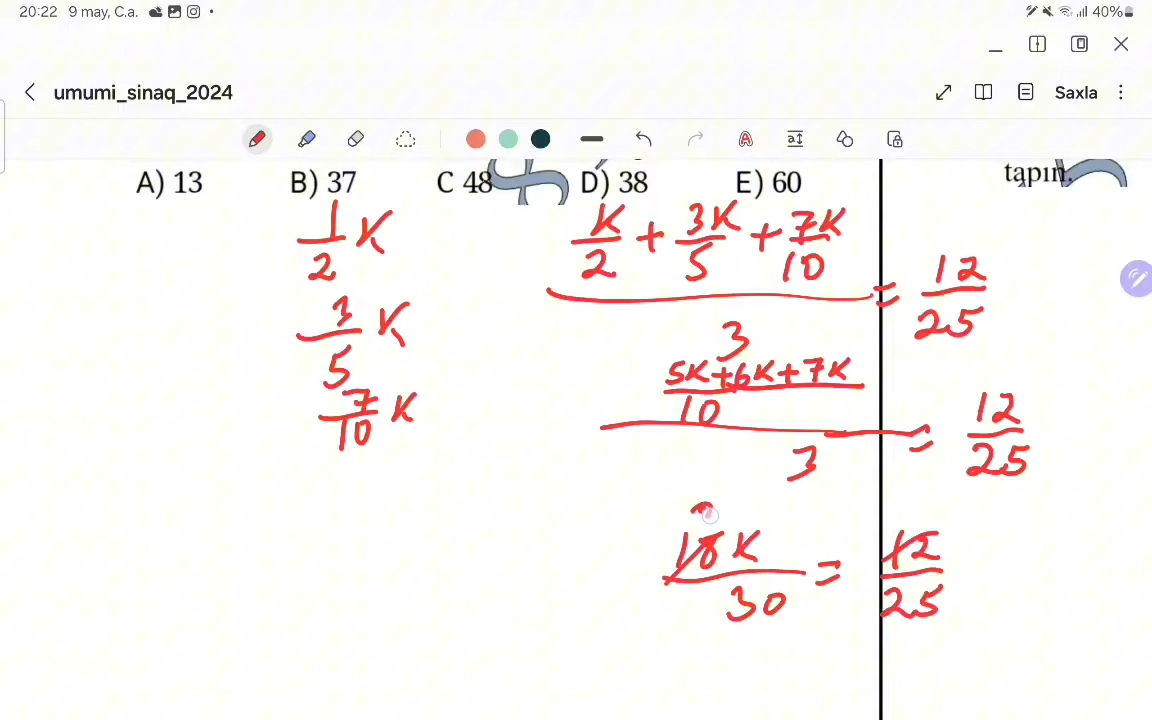 20:22 9 may, C.a. 40%
umumi_sinaq_2024 Saxla
A) 13 B) 37 C 48 D) 38 E) 60 tapın.
1/2 K
3/5 K
7/10 K
K/2 + 3K/5 + 7K/10 = 12/25
3
5K+6K+7K/10 = 12/25
3
18K/30 = 12/25